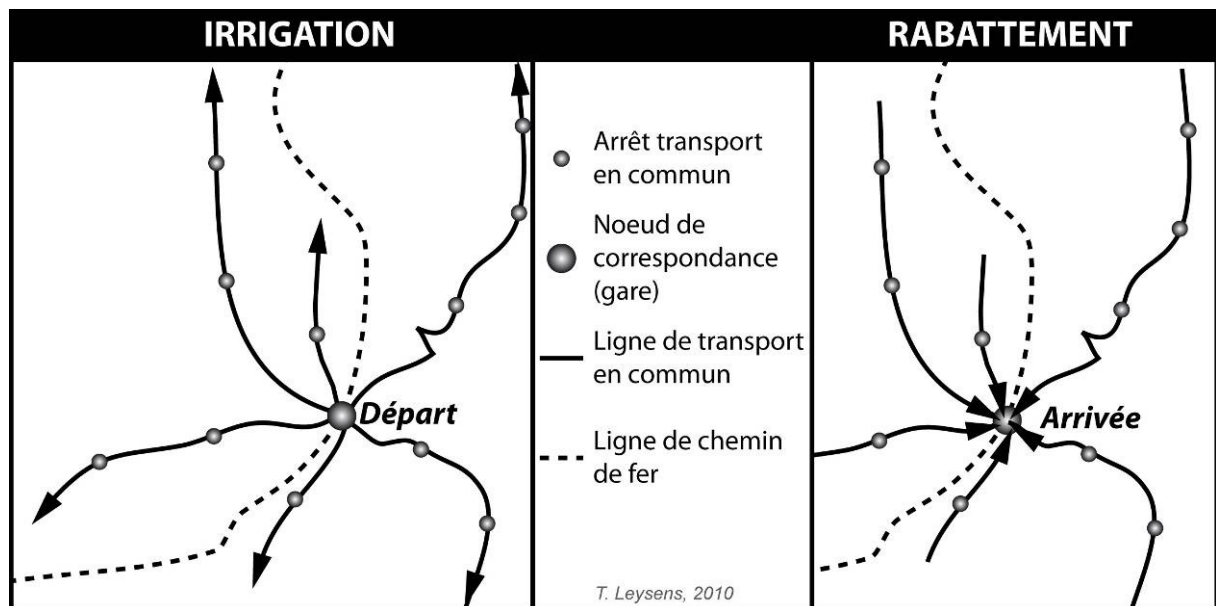 IRRIGATION
RABATTEMENT
Départ
Arrêt transport
en commun
Noeud de
correspondance
(gare)
Ligne de transport
en commun
Ligne de chemin
de fer
T. Leysens, 2010
Arrivée